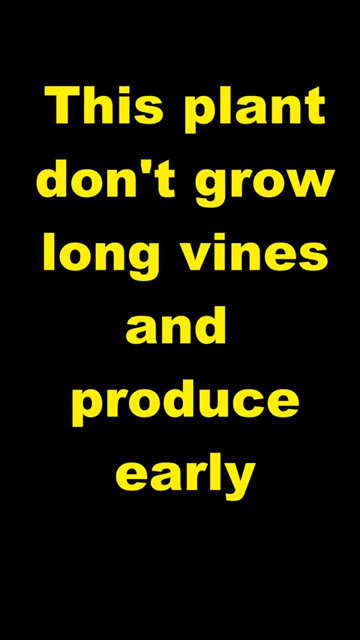 This plant
don't grow
long vines
and
produce
early